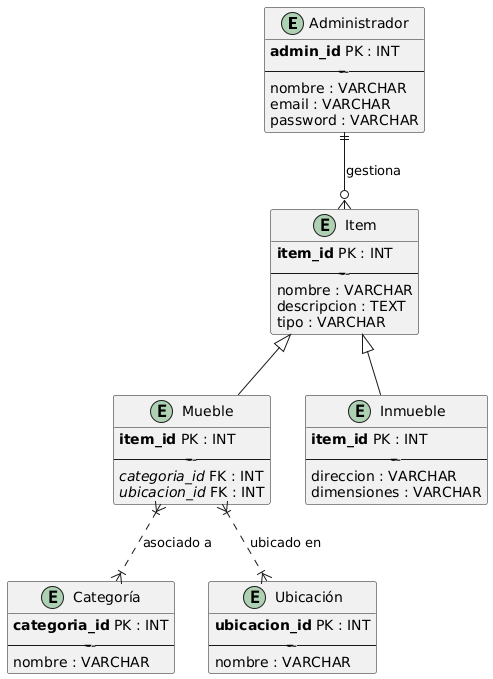 E Administrador
admin_id PK : INT
nombre : VARCHAR
email : VARCHAR
password : VARCHAR
gestiona
E Item
item_id PK : INT
nombre : VARCHAR
descripcion : TEXT
tipo : VARCHAR
E Mueble
item_id PK : INT
categoria_id FK : INT
ubicacion_id FK : INT
E Inmueble
item_id PK : INT
direccion : VARCHAR
dimensiones : VARCHAR
asociado a
ubicado en
E Categoría
categoria_id PK : INT
nombre : VARCHAR
E Ubicación
ubicacion_id PK : INT
nombre : VARCHAR